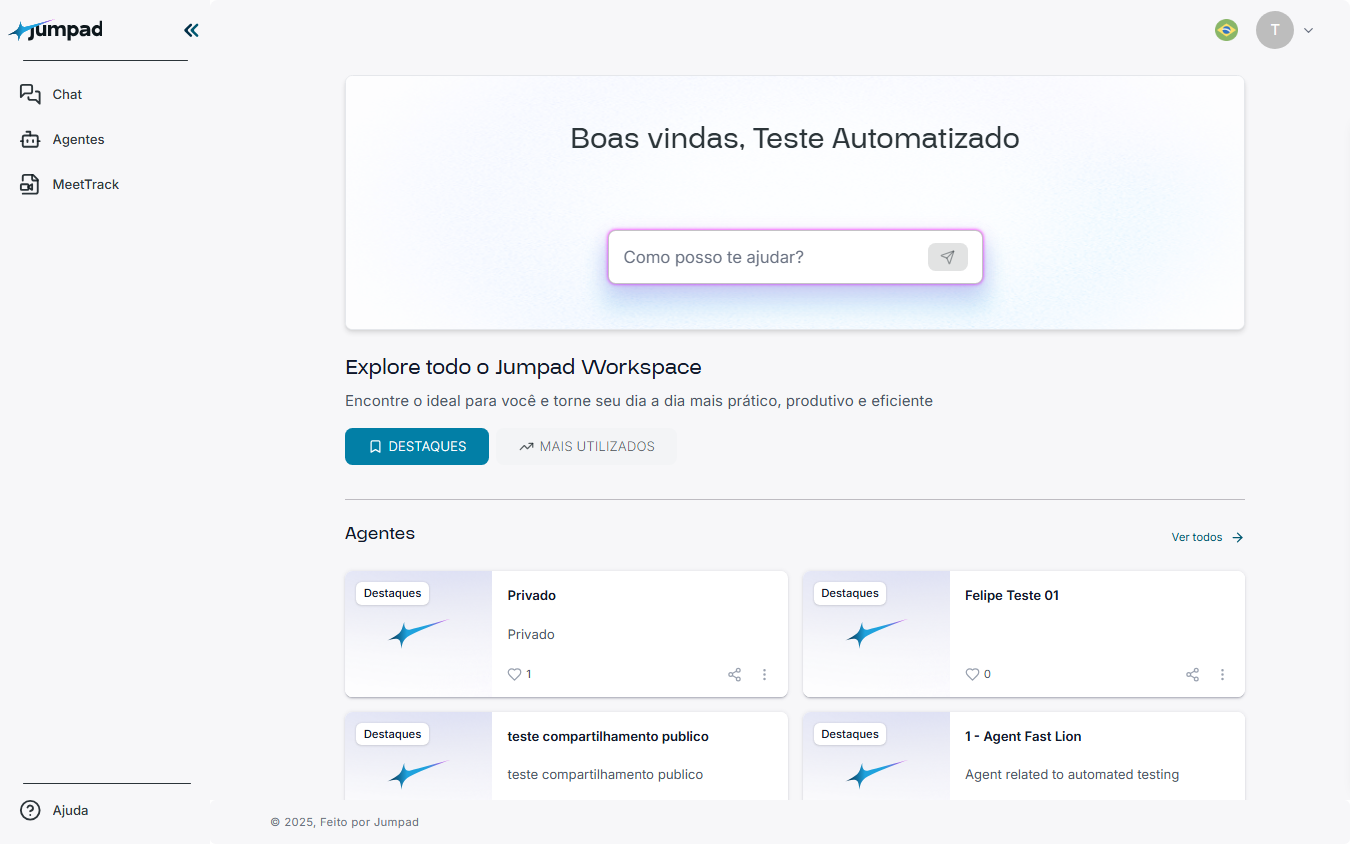 jumpad
T
Chat
Agentes
MeetTrack
Boas vindas, Teste Automatizado
Como posso te ajudar?
Explore todo o Jumpad Workspace
Encontre o ideal para você e torne seu dia a dia mais prático, produtivo e eficiente
DESTAQUES
MAIS UTILIZADOS
Agentes
Ver todos
Destaques
Privado
Privado
1
Destaques
Felipe Teste 01
0
Destaques
teste compartilhamento publico
teste compartilhamento publico
Destaques
1 - Agent Fast Lion
Agent related to automated testing
Ajuda
© 2025, Feito por Jumpad